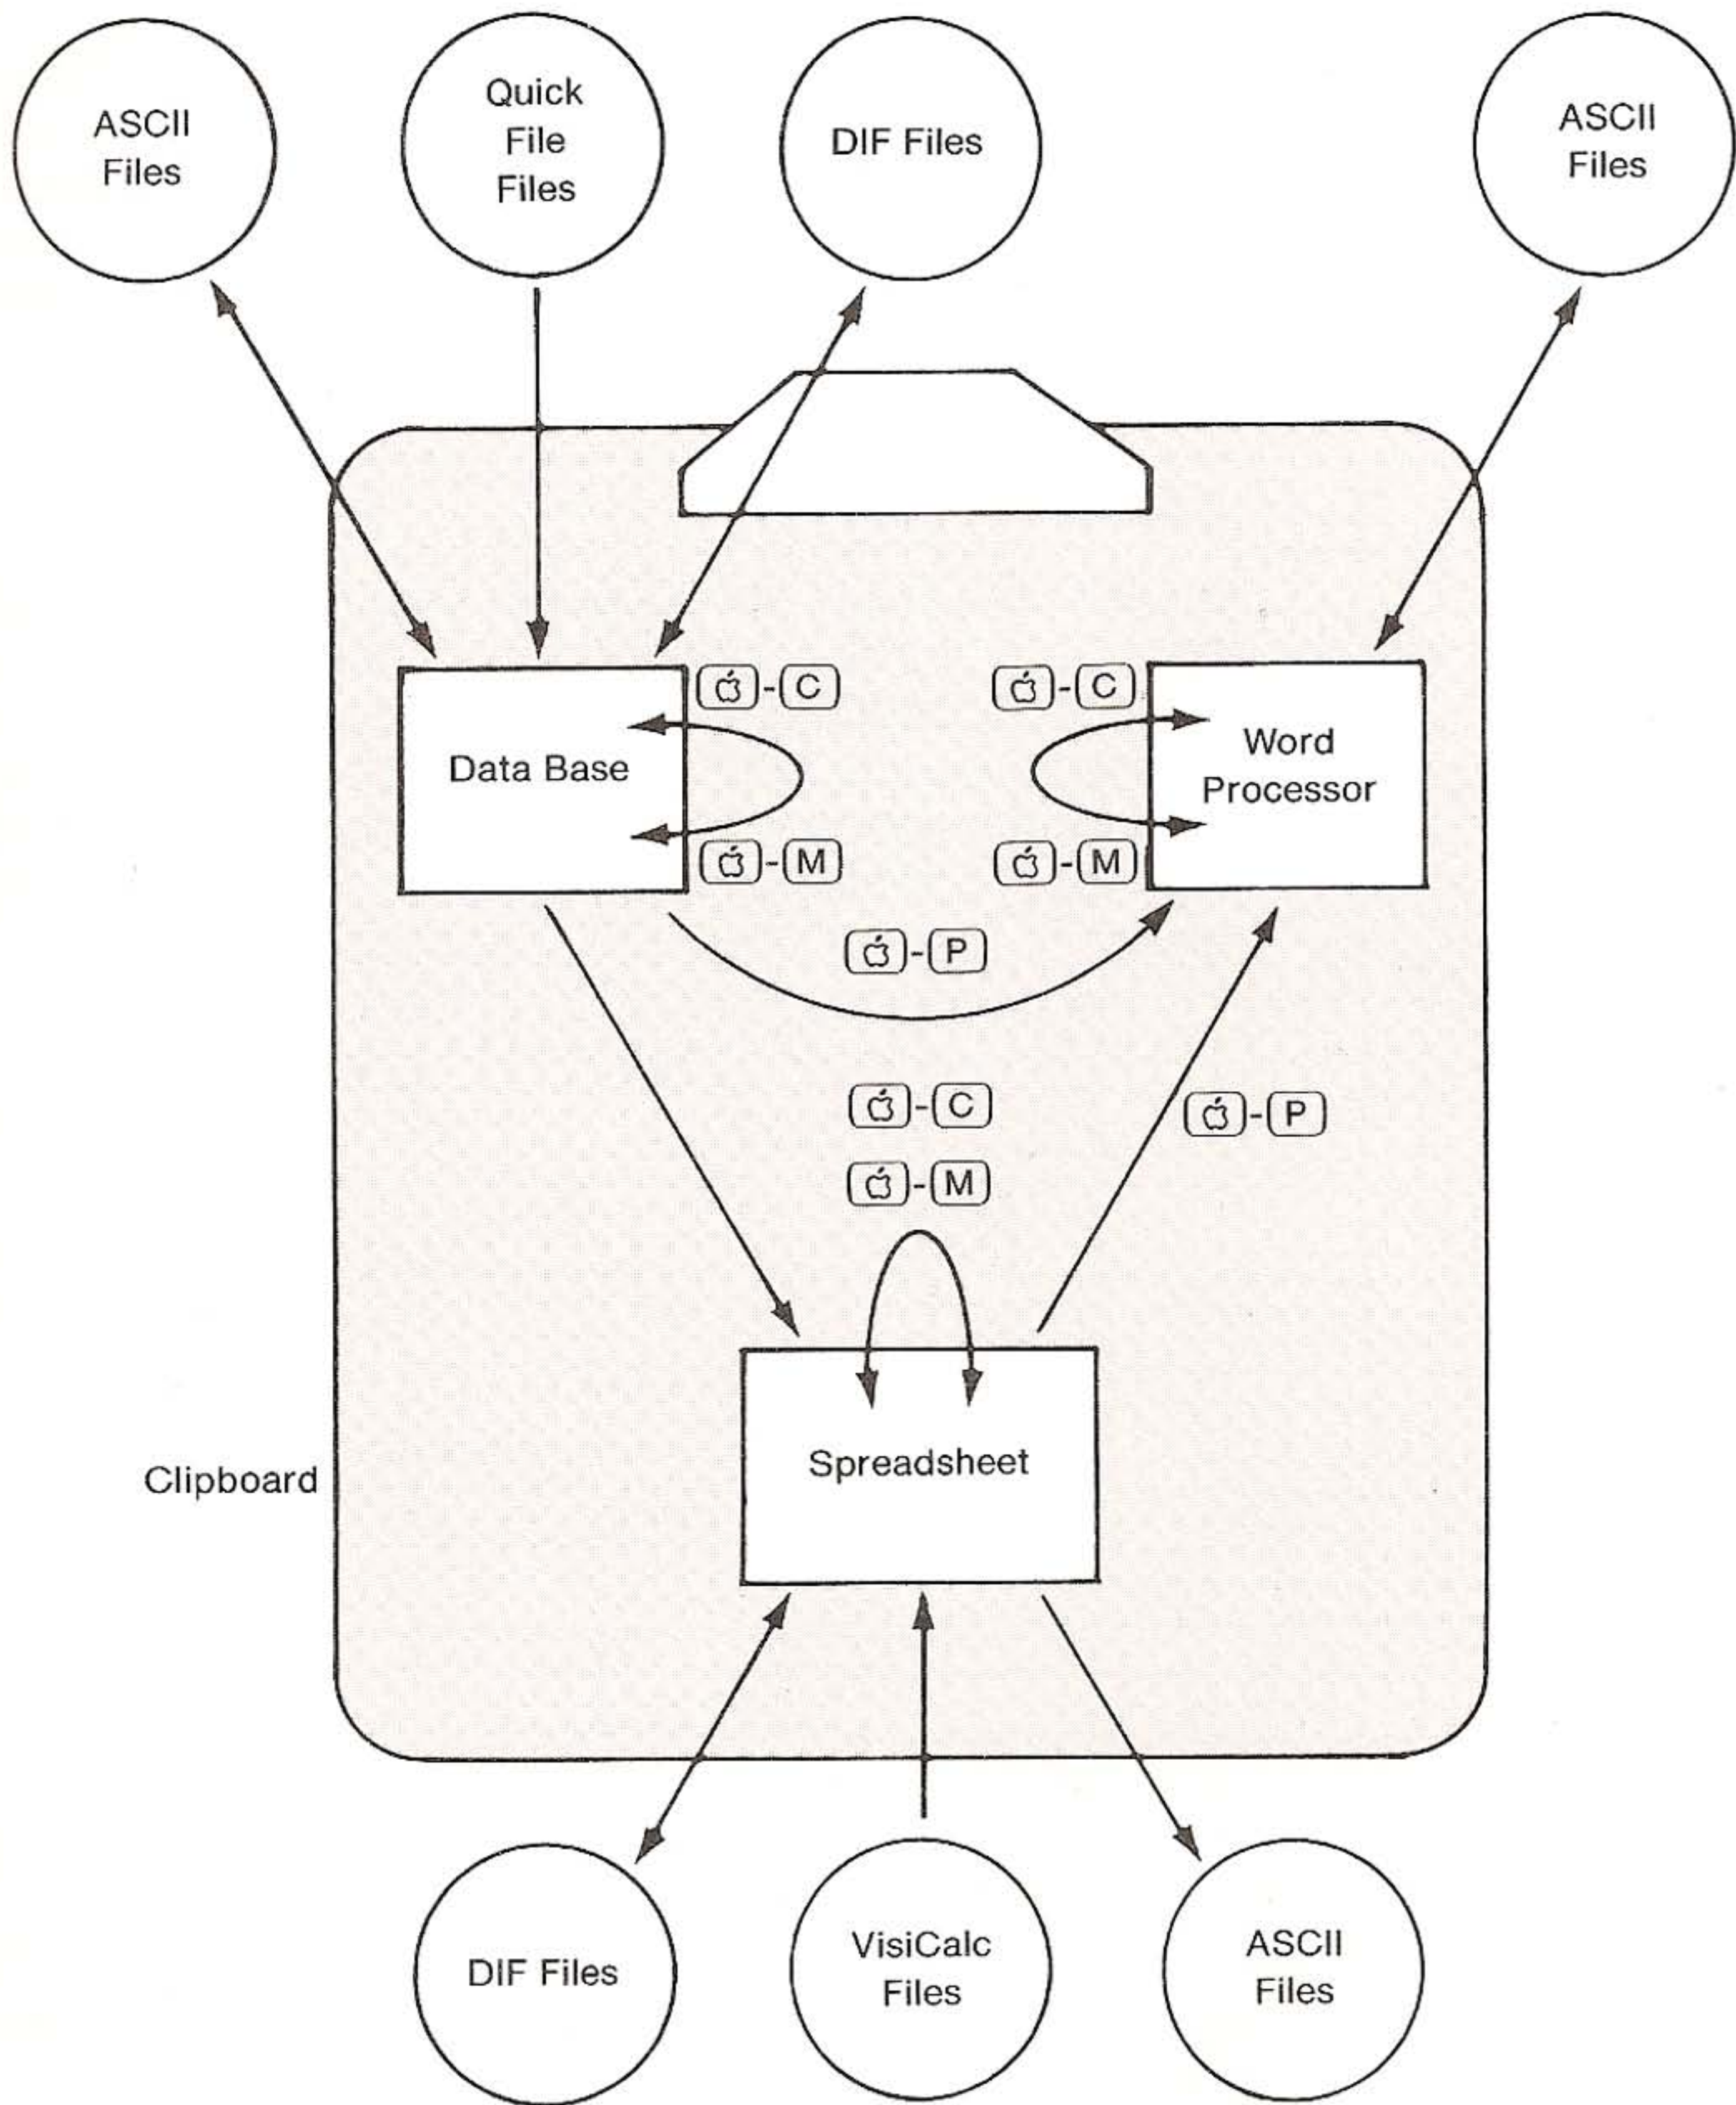 ASCII
Files
Quick
File
Files
DIF Files
ASCII
Files
-C
-C
Data Base
Word
Processor
-M
-M
-P
-C
-P
-M
Spreadsheet
Clipboard
DIF Files
VisiCalc
Files
ASCII
Files